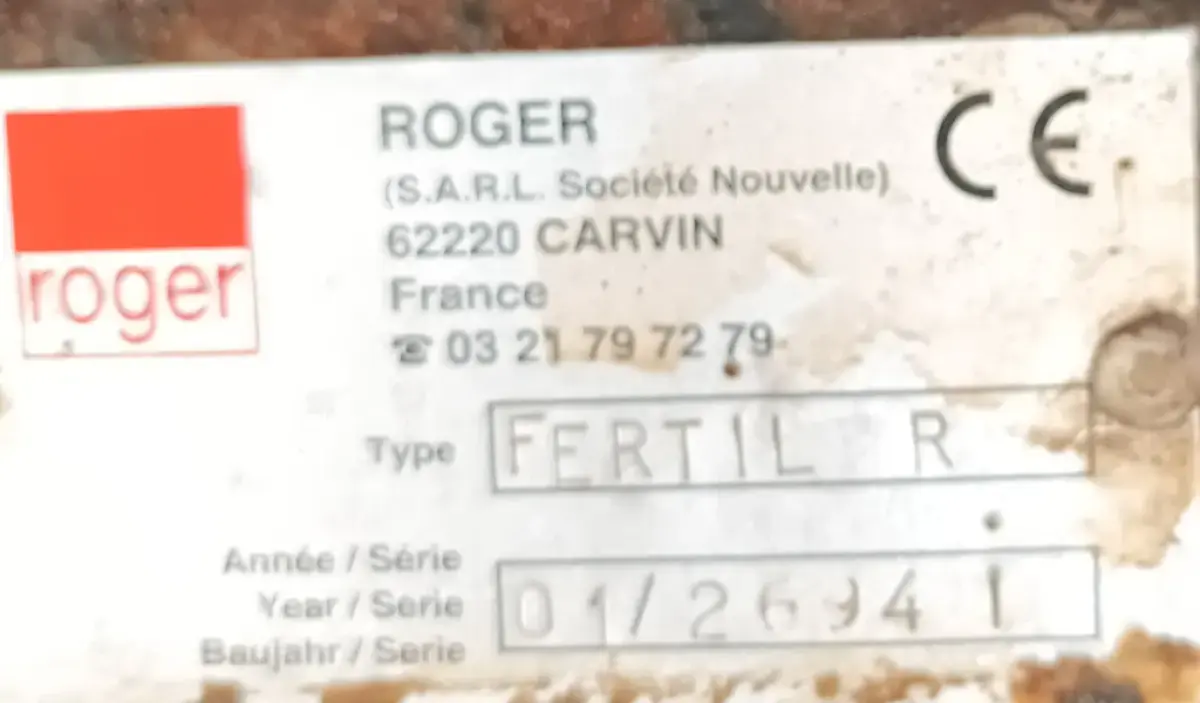 roger
ROGER
(S.A.R.L. Société Nouvelle)
62220 CARVIN
France
☎ 03 21 79 72 79
Type FERTIL R
Année / Série
Year / Serie
Baujahr / Serie
CE